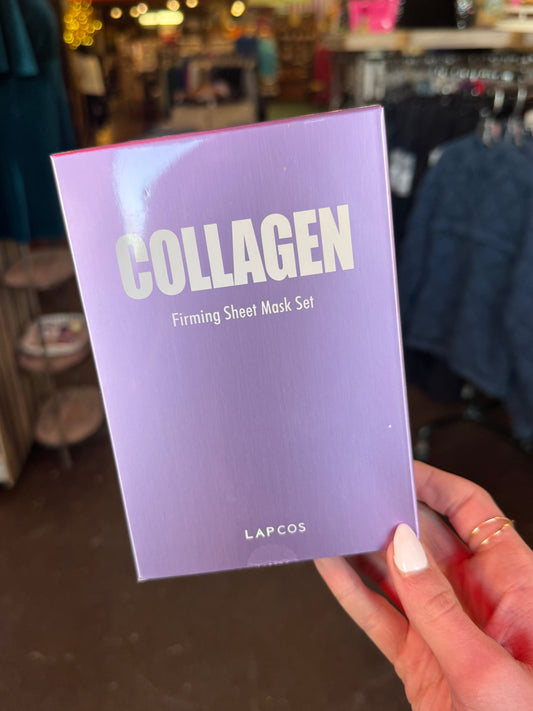 COLLAGEN
Firming Sheet Mask Set
LAPCOS